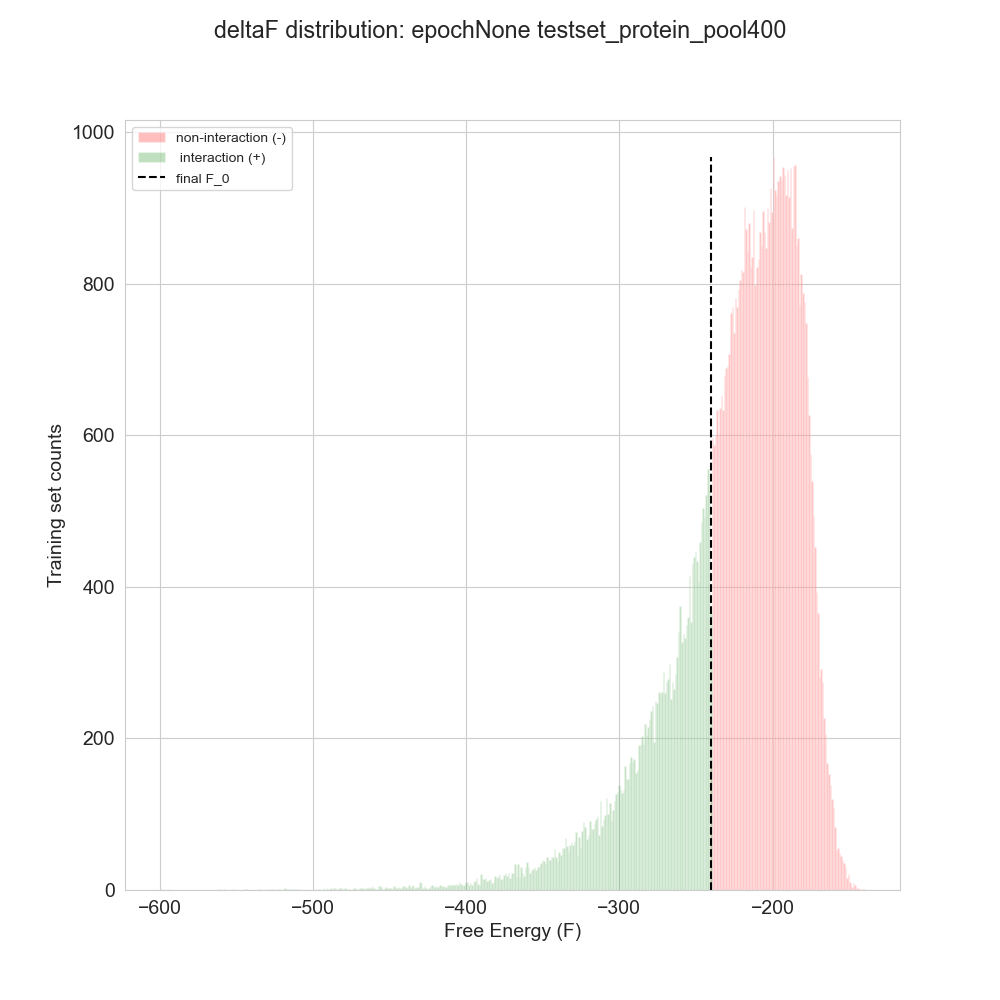 deltaF distribution: epochNone testset_protein_pool400
non-interaction (-)
interaction (+)
final F_0
1000
800
600
400
200
0
Training set counts
−600
−500
−400
−300
−200
Free Energy (F)